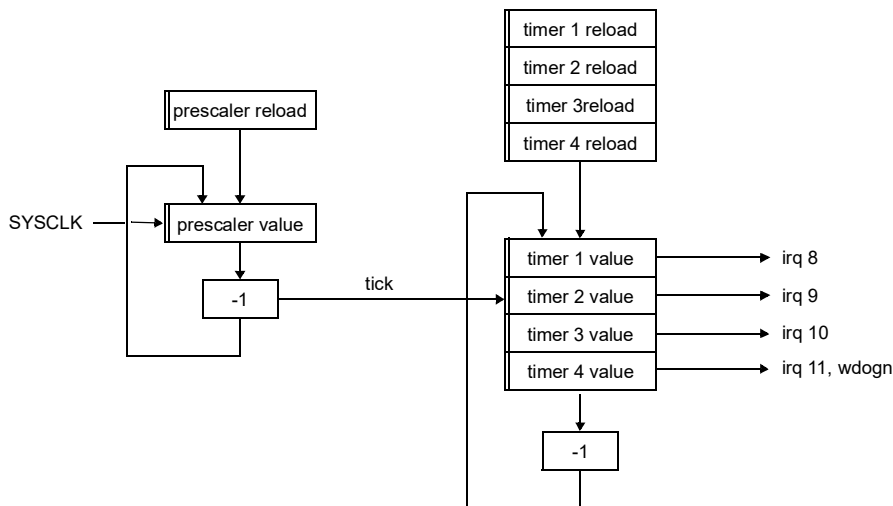 timer 1 reload
timer 2 reload
timer 3reload
timer 4 reload
prescaler reload
SYSCLK
prescaler value
-1
tick
timer 1 value
timer 2 value
timer 3 value
timer 4 value
irq 8
irq 9
irq 10
irq 11, wdogn
-1